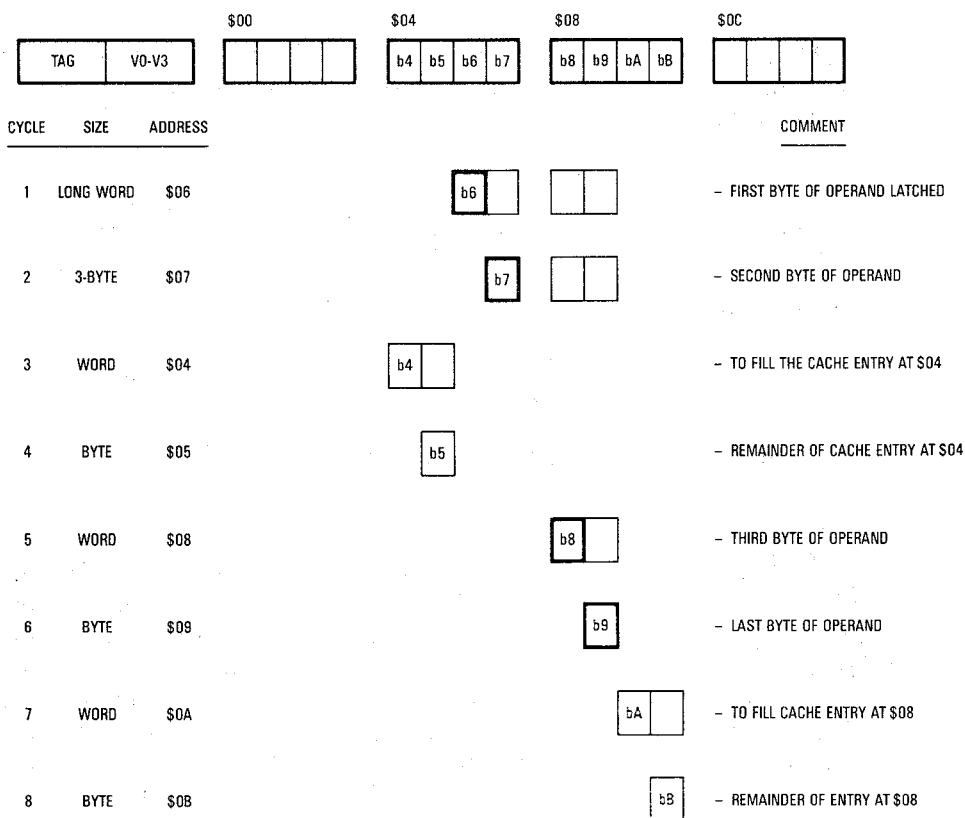 $00 $04 $08 $0C
TAG V0-V3 b4 b5 b6 b7 b8 b9 bA bB
CYCLE SIZE ADDRESS COMMENT
1 LONG WORD $06 b6 – FIRST BYTE OF OPERAND LATCHED
2 3-BYTE $07 b7 – SECOND BYTE OF OPERAND
3 WORD $04 b4 – TO FILL THE CACHE ENTRY AT $04
4 BYTE $05 b5 – REMAINDER OF CACHE ENTRY AT $04
5 WORD $08 b8 – THIRD BYTE OF OPERAND
6 BYTE $09 b9 – LAST BYTE OF OPERAND
7 WORD $0A bA – TO FILL CACHE ENTRY AT $08
8 BYTE $0B bB – REMAINDER OF ENTRY AT $08